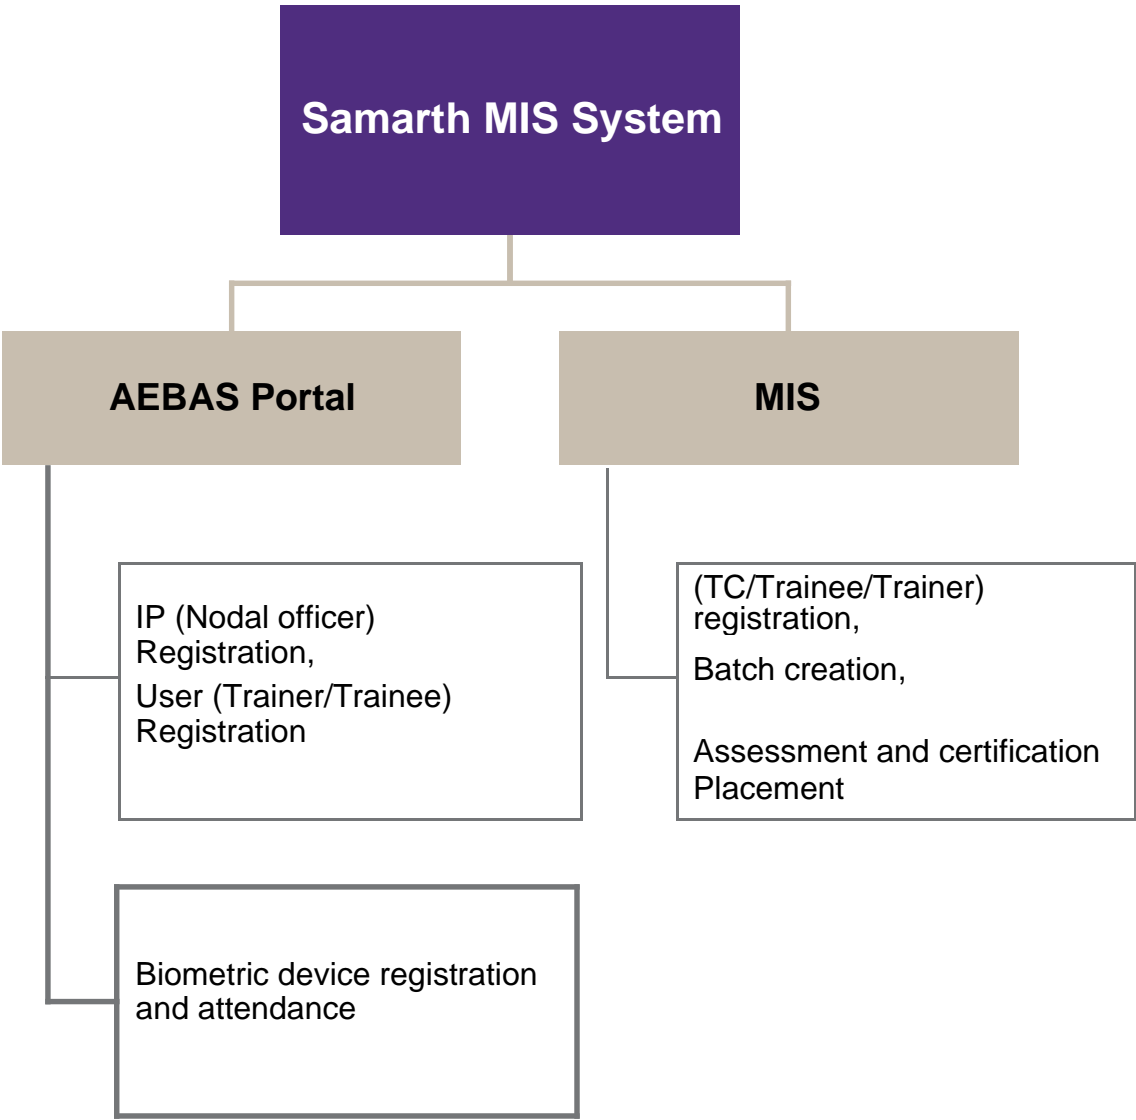 Samarth MIS System
AEBAS Portal
MIS
IP (Nodal officer)
Registration,
User (Trainer/Trainee)
Registration
(TC/Trainee/Trainer)
registration,
Batch creation,
Assessment and certification
Placement
Biometric device registration
and attendance